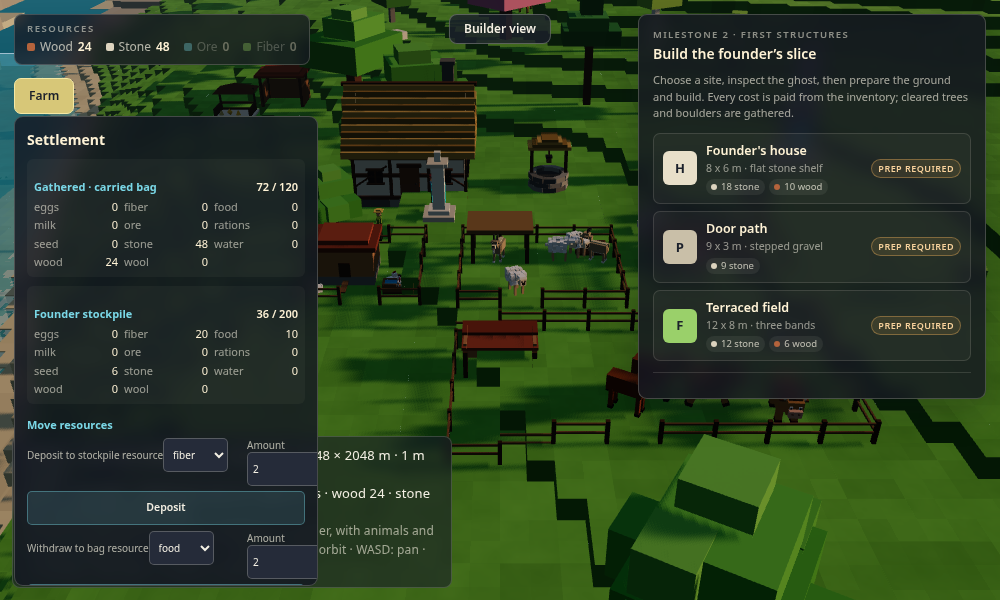 RESOURCES
Wood 24 Stone 48 Ore 0 Fiber 0
Builder view
Farm
Settlement
Gathered · carried bag 72 / 120
eggs 0 fiber 0 food 0
milk 0 ore 0 rations 0
seed 0 stone 48 water 0
wood 24 wool 0
Founder stockpile 36 / 200
eggs 0 fiber 20 food 10
milk 0 ore 0 rations 0
seed 6 stone 0 water 0
wood 0 wool 0
Move resources
Deposit to stockpile resource fiber Amount 2
Deposit
Withdraw to bag resource food Amount 2
48 × 2048 m · 1 m
· wood 24 · stone
er, with animals and
orbit · WASD: pan ·
MILESTONE 2 · FIRST STRUCTURES
Build the founder's slice
Choose a site, inspect the ghost, then prepare the ground
and build. Every cost is paid from the inventory; cleared trees
and boulders are gathered.
H Founder's house
8 x 6 m · flat stone shelf
18 stone 10 wood
PREP REQUIRED
P Door path
9 x 3 m · stepped gravel
9 stone
PREP REQUIRED
F Terraced field
12 x 8 m · three bands
12 stone 6 wood
PREP REQUIRED